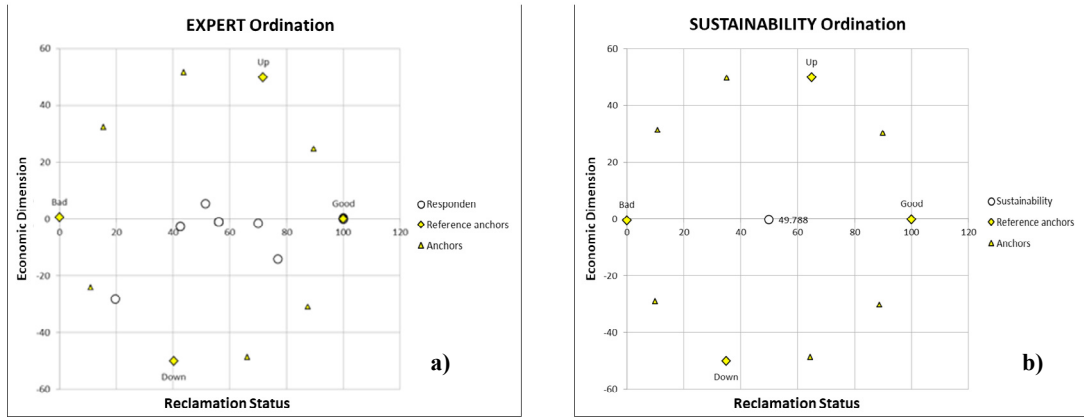 EXPERT Ordination
60
Up
40
20
Bad
Good
0
0
20
40
60
80
100
120
-20
-40
-60
Down
Economic Dimension
Reclamation Status
Responden
Reference anchors
Anchors
a)
SUSTAINABILITY Ordination
60
Up
40
20
Bad
Good
0
49.788
0
20
40
60
80
100
120
-20
-40
-60
Down
Economic Dimension
Reclamation Status
Sustainability
Reference anchors
Anchors
b)